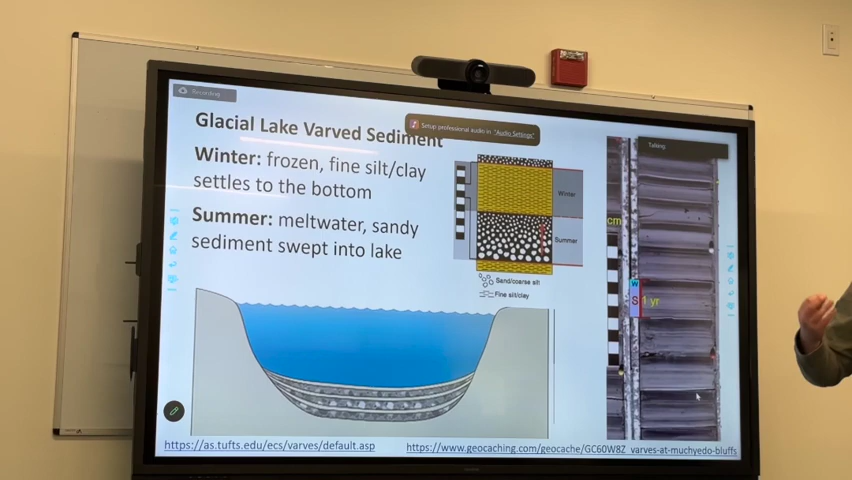 Recording
Setup professional audio in "Audio Settings"
Talking:
Glacial Lake Varved Sediment
Winter: frozen, fine silt/clay
settles to the bottom
Summer: meltwater, sandy
sediment swept into lake
Winter
Summer
Sand/coarse silt
Fine silt/clay
cm
W
S
1 yr
https://as.tufts.edu/ecs/varves/default.asp
https://www.geocaching.com/geocache/GC60W8Z_varves-at-muchyedo-bluffs